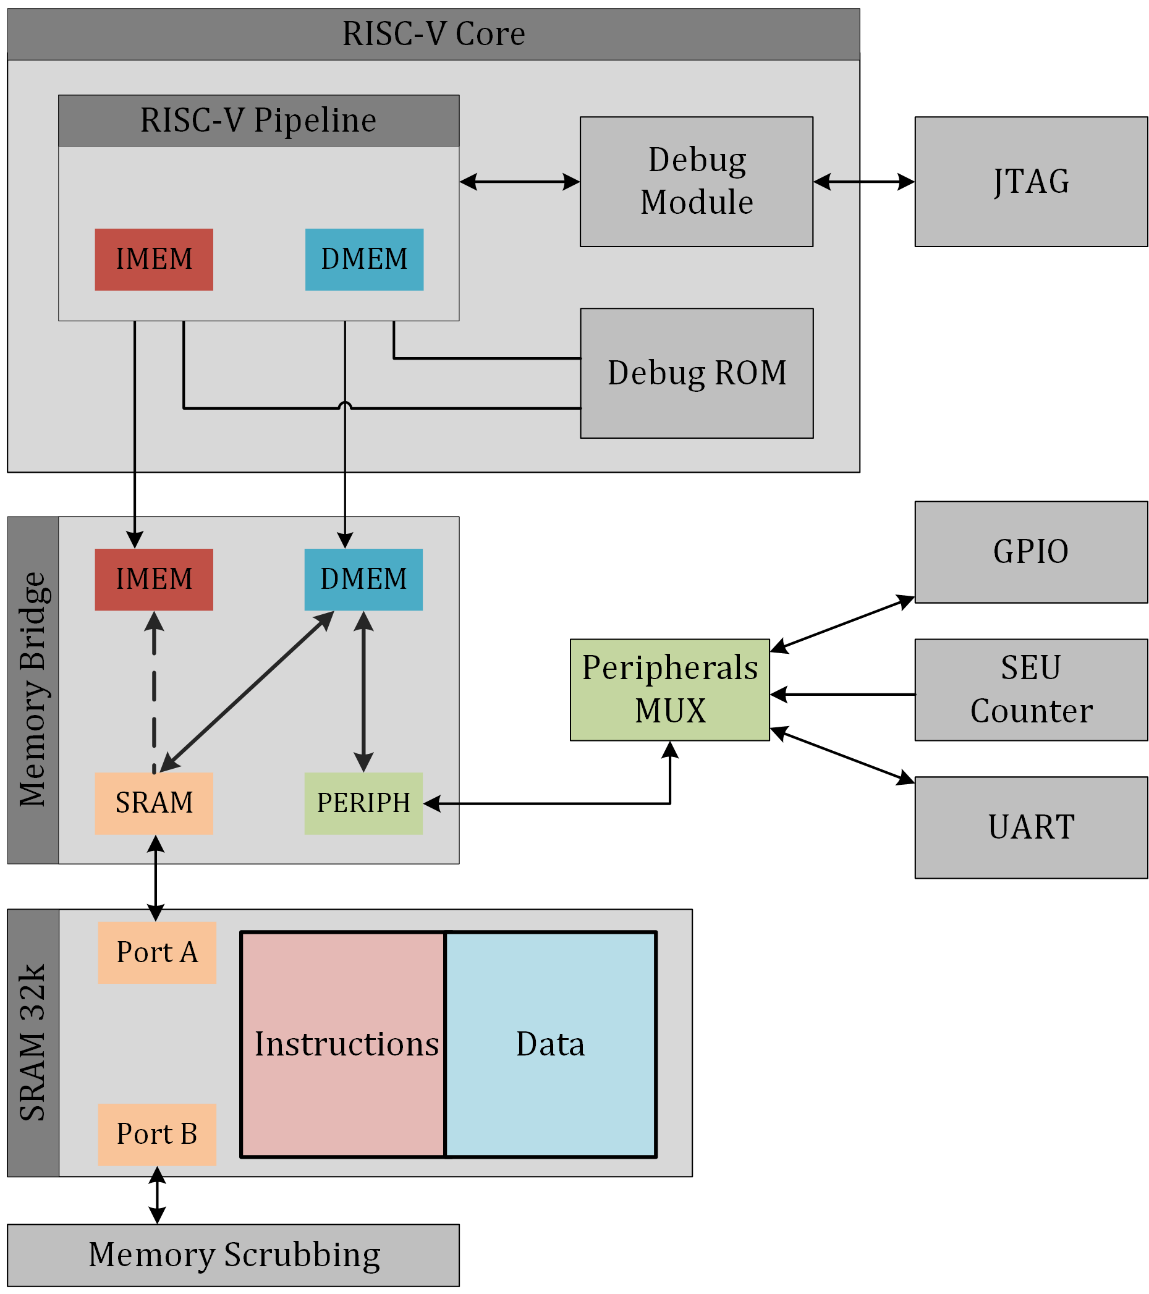 RISC-V Core
RISC-V Pipeline
Debug
Module
JTAG
IMEM
DMEM
Debug ROM
Memory Bridge
IMEM
DMEM
GPIO
Peripherals
MUX
SEU
Counter
SRAM
PERIPH
UART
SRAM 32k
Port A
Instructions
Data
Port B
Memory Scrubbing